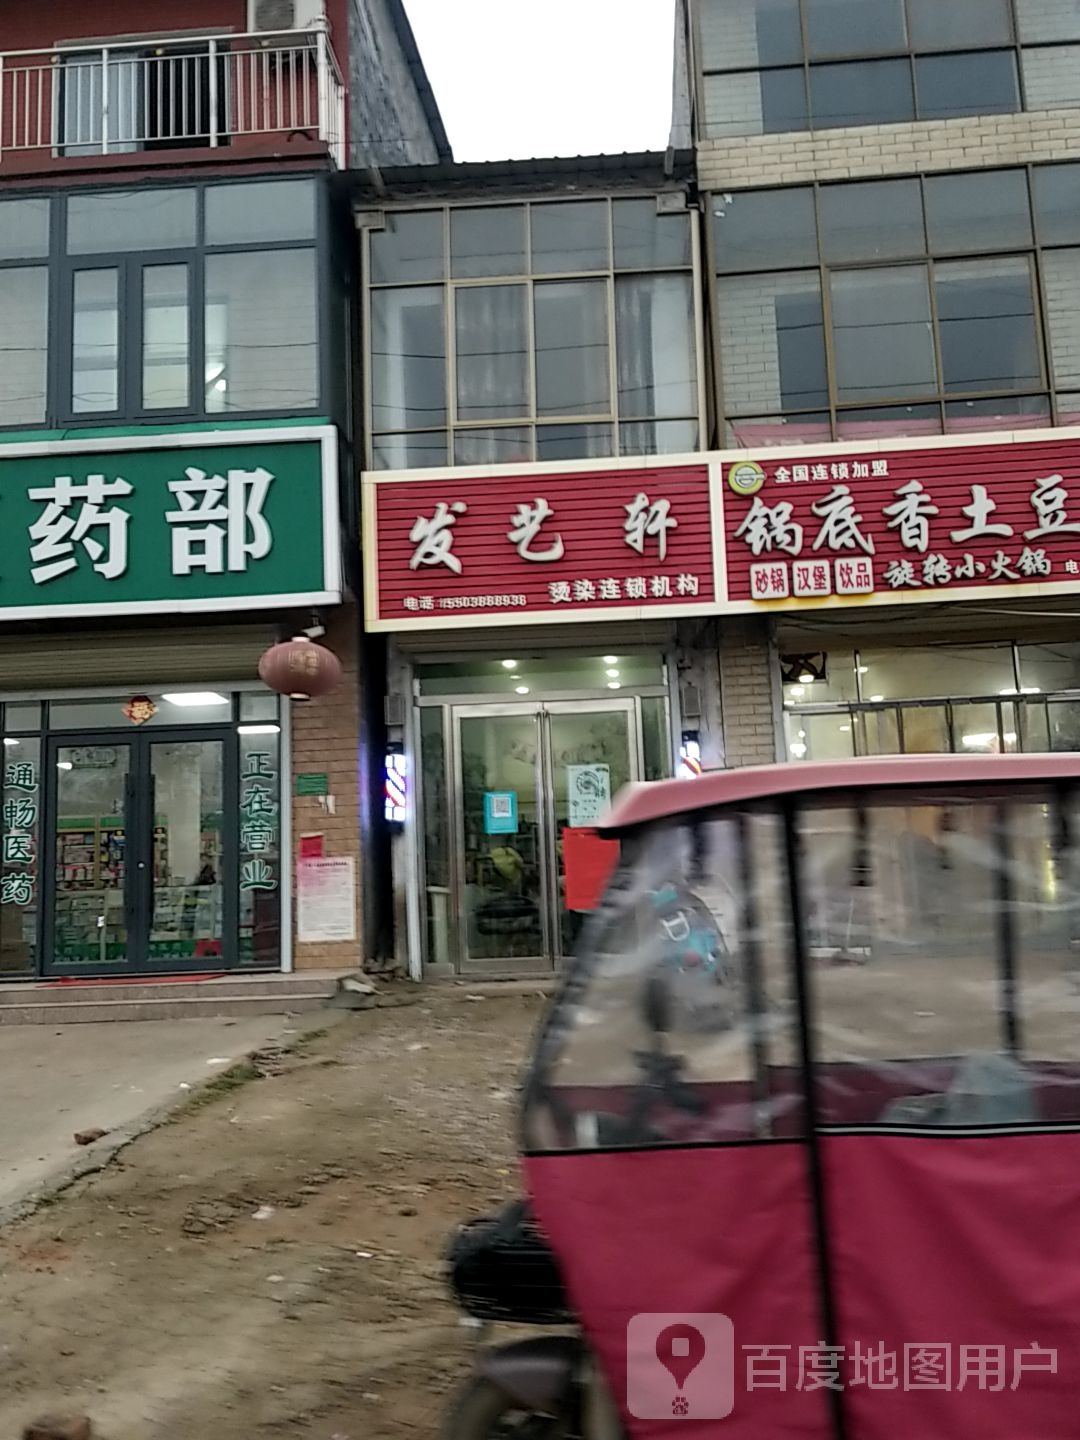 药部
发艺轩
烫染连锁机构
全国连锁加盟
锅底香土豆
砂锅 汉堡 饮品 旋转小火锅
电
通畅医药
正在营业
百度地图用户